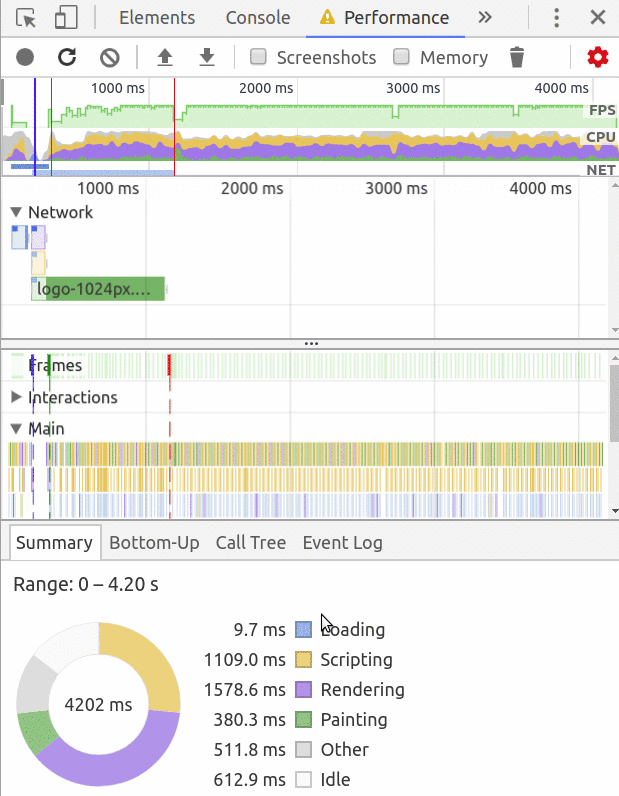 Elements Console Performance »
Screenshots Memory
1000 ms 2000 ms 3000 ms 4000 ms
FPS
CPU
NET
1000 ms 2000 ms 3000 ms 4000 ms
Network
logo-1024px.…
Frames
Interactions
Main
Summary Bottom-Up Call Tree Event Log
Range: 0 – 4.20 s
9.7 ms Loading
1109.0 ms Scripting
1578.6 ms Rendering
4202 ms
380.3 ms Painting
511.8 ms Other
612.9 ms Idle